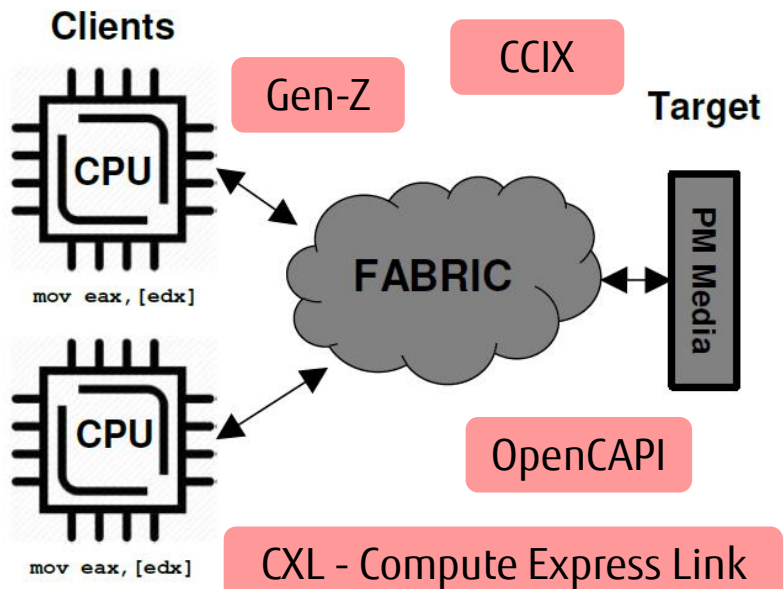 Clients
CCIX
Gen-Z
Target
CPU
FABRIC
PM Media
mov eax,[edx]
CPU
OpenCAPI
mov eax,[edx]
CXL - Compute Express Link